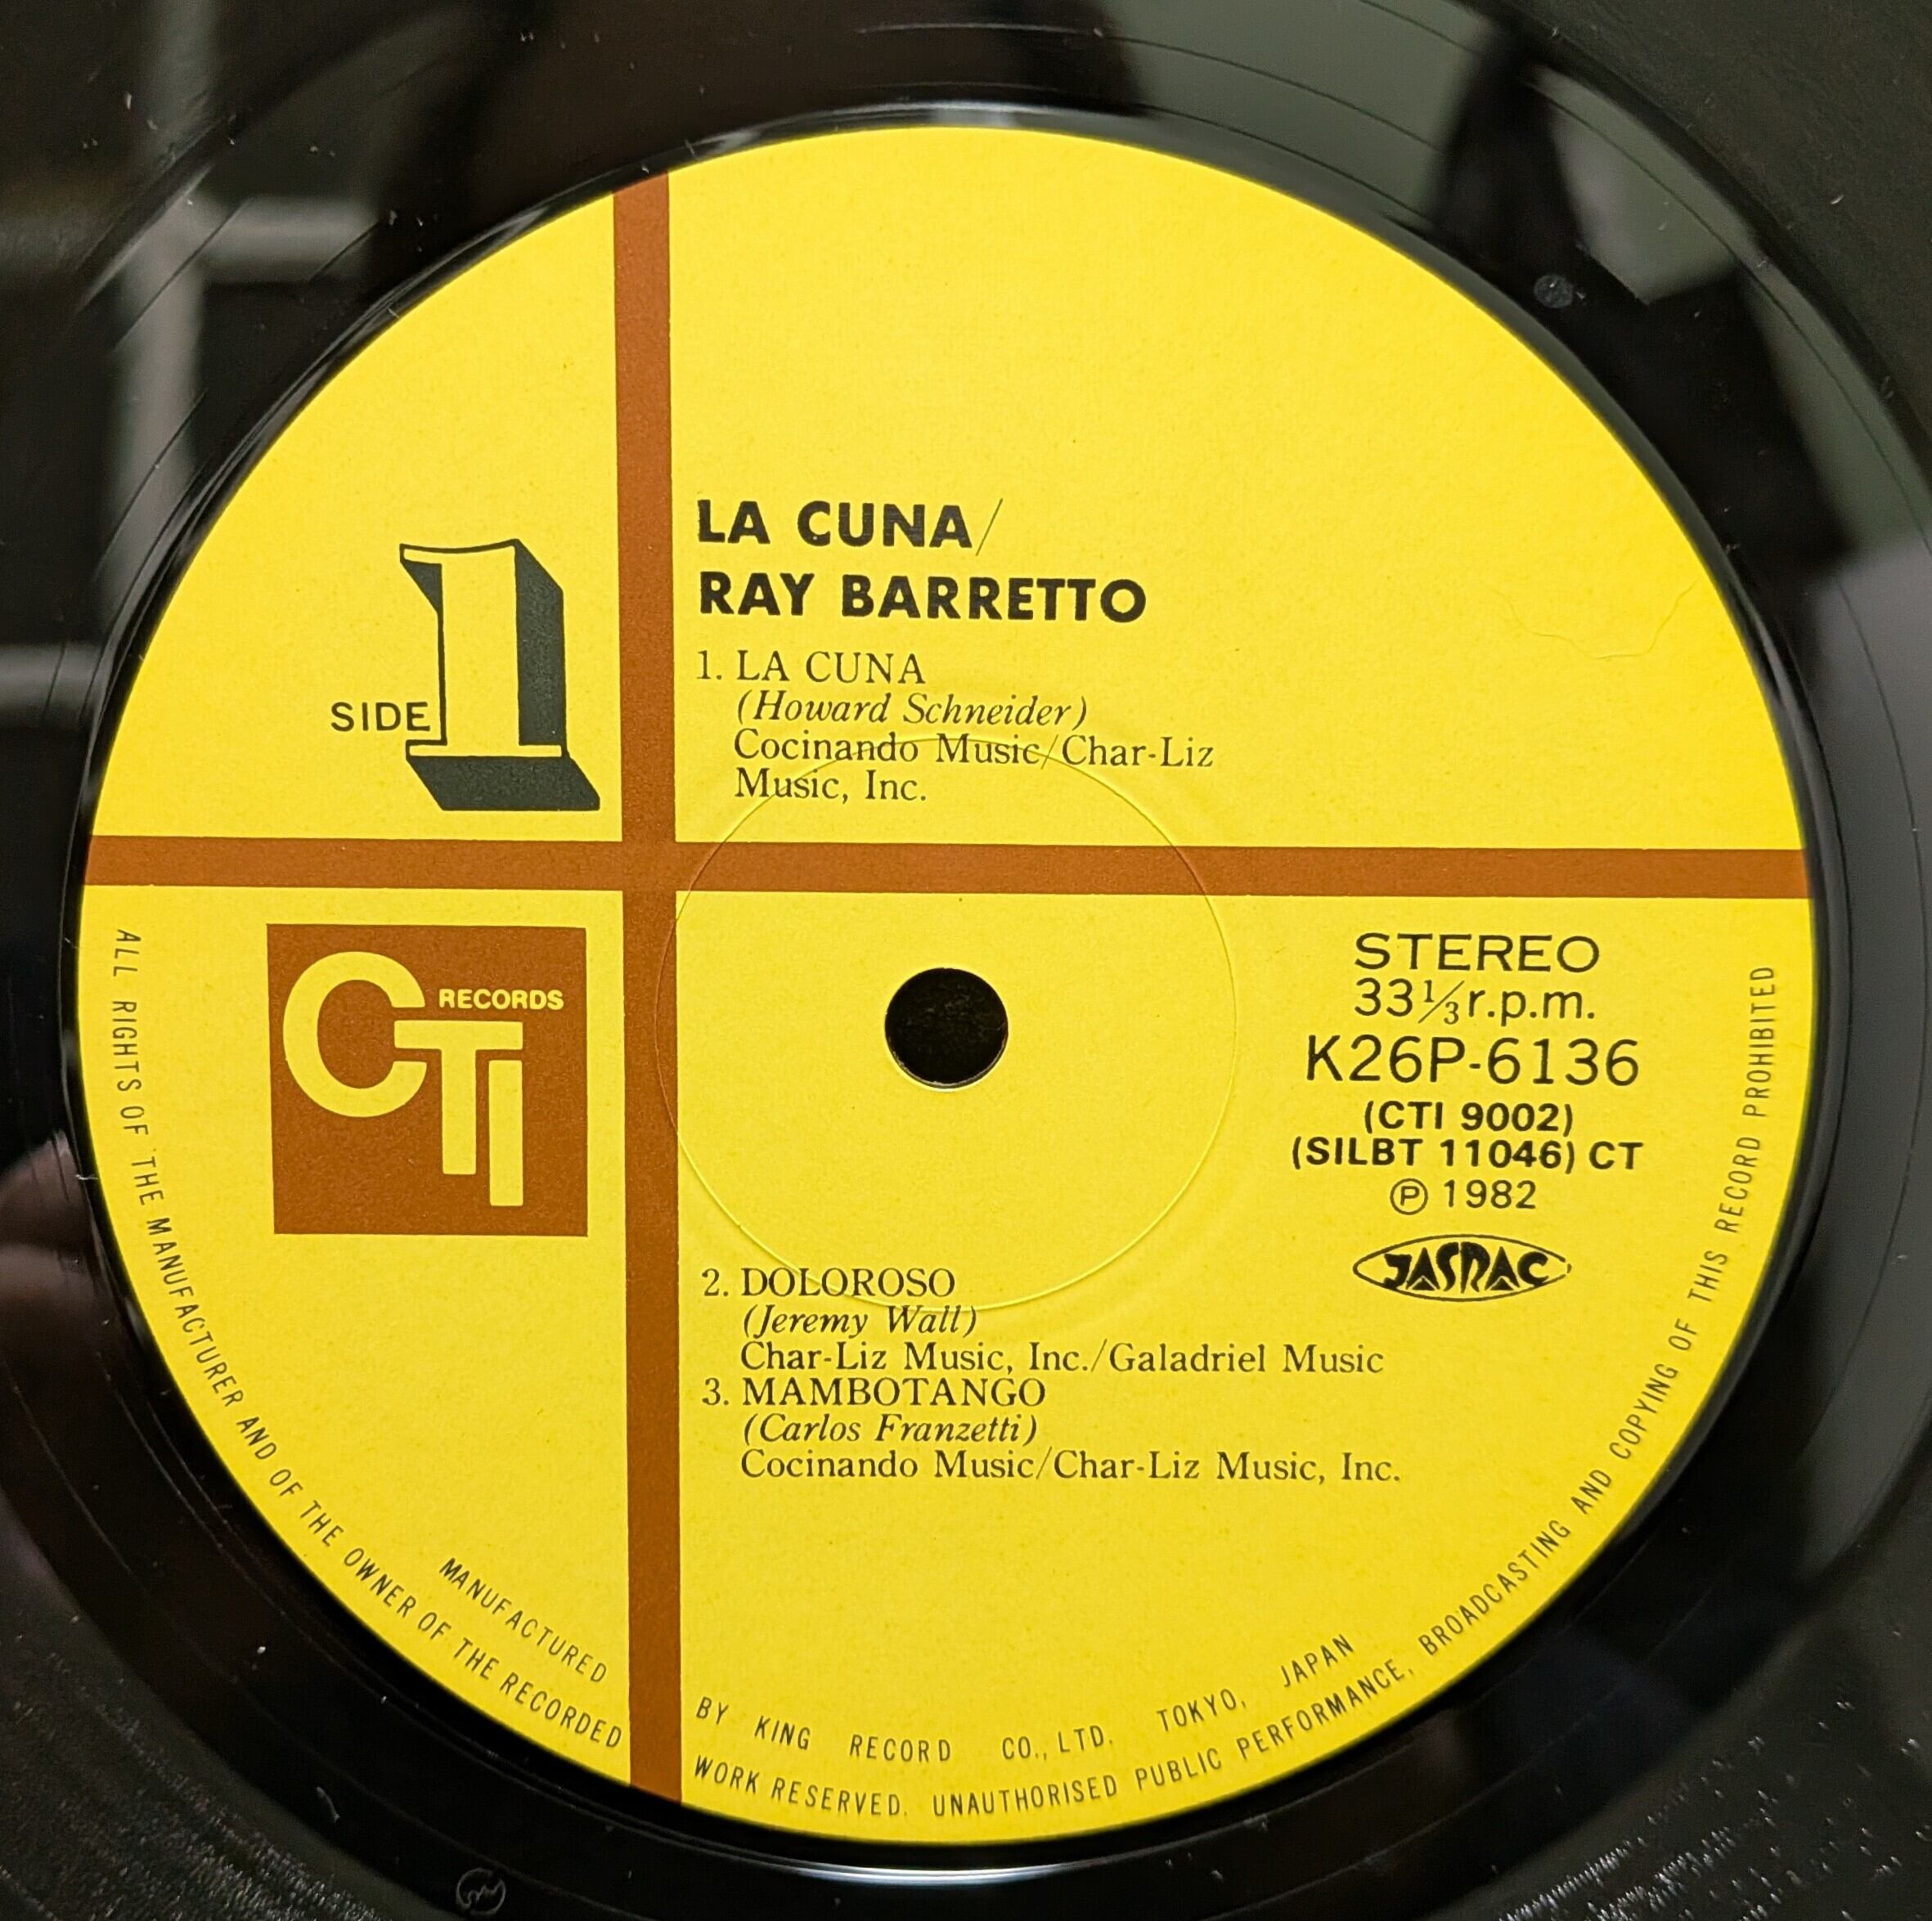 LA CUNA/
RAY BARRETTO
1. LA CUNA
(Howard Schneider)
Cocinando Music/Char-Liz
Music, Inc.
SIDE 1
CTI RECORDS
STEREO
33⅓r.p.m.
K26P-6136
(CTI 9002)
(SILBT 11046) CT
Ⓟ 1982
JASRAC
2. DOLOROSO
(Jeremy Wall)
Char-Liz Music, Inc./Galadriel Music
3. MAMBOTANGO
(Carlos Franzetti)
Cocinando Music/Char-Liz Music, Inc.
MANUFACTURED BY KING RECORD CO., LTD. TOKYO, JAPAN
ALL RIGHTS OF THE MANUFACTURER AND OF THE OWNER OF THE RECORDED WORK RESERVED. UNAUTHORISED PUBLIC PERFORMANCE, BROADCASTING AND COPYING OF THIS RECORD PROHIBITED